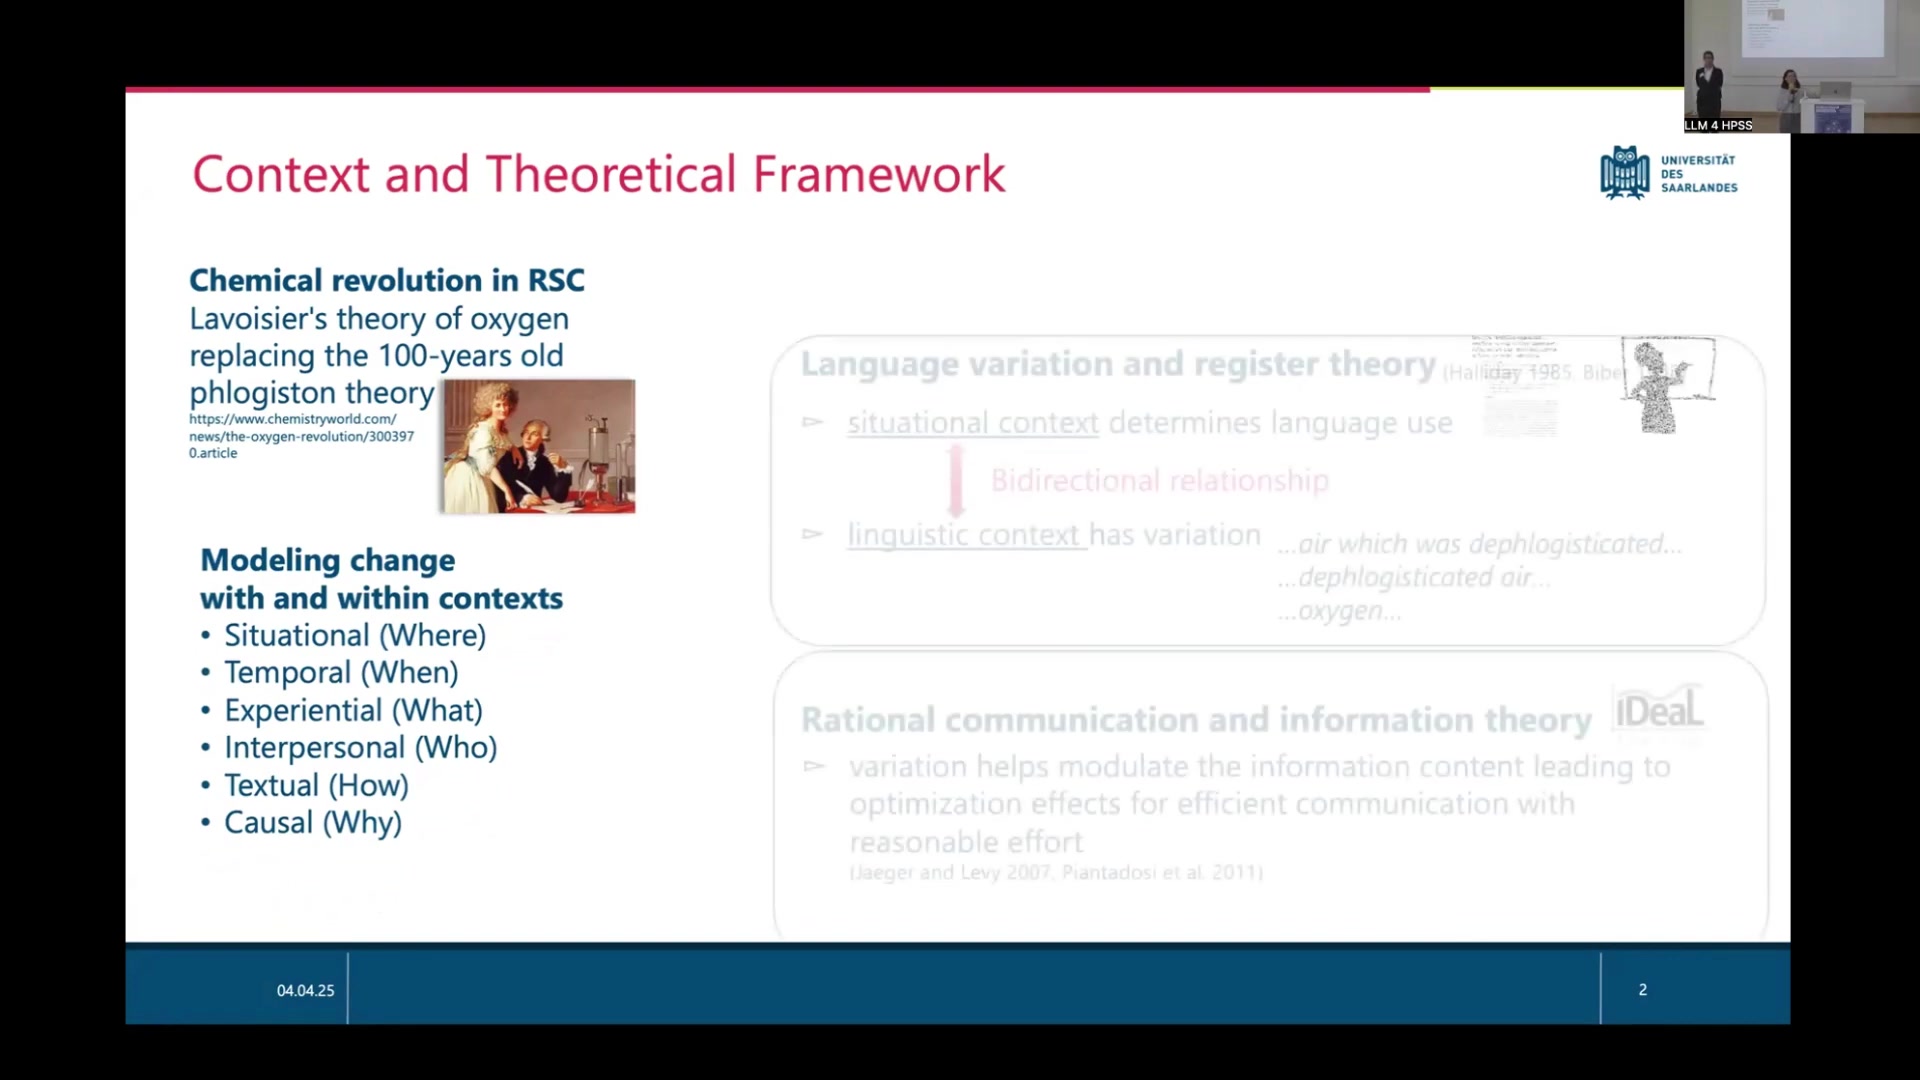 LLM 4 HPSS
Context and Theoretical Framework
UNIVERSITÄT
DES
SAARLANDES
Chemical revolution in RSC
Lavoisier's theory of oxygen
replacing the 100-years old
phlogiston theory
https://www.chemistryworld.com/
news/the-oxygen-revolution/300397
0.article
Modeling change
with and within contexts
• Situational (Where)
• Temporal (When)
• Experiential (What)
• Interpersonal (Who)
• Textual (How)
• Causal (Why)
Language variation and register theory (Halliday 1985, Biber
situational context determines language use
Bidirectional relationship
linguistic context has variation
...air which was dephlogisticated...
...dephlogisticated air...
...oxygen...
Rational communication and information theory
iDeaL
variation helps modulate the information content leading to
optimization effects for efficient communication with
reasonable effort
(Jaeger and Levy 2007, Piantadosi et al. 2011)
04.04.25
2